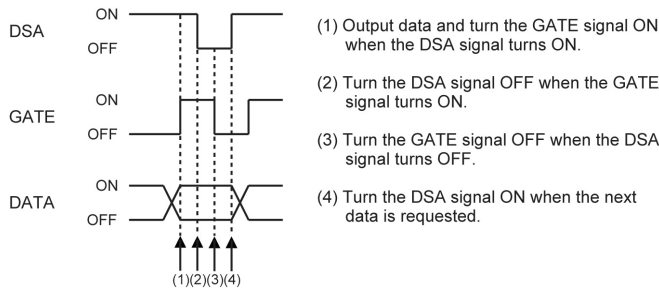 DSA
ON
OFF
GATE
ON
OFF
DATA
ON
OFF
(1)(2)(3)(4)
(1) Output data and turn the GATE signal ON
when the DSA signal turns ON.
(2) Turn the DSA signal OFF when the GATE
signal turns ON.
(3) Turn the GATE signal OFF when the DSA
signal turns OFF.
(4) Turn the DSA signal ON when the next
data is requested.